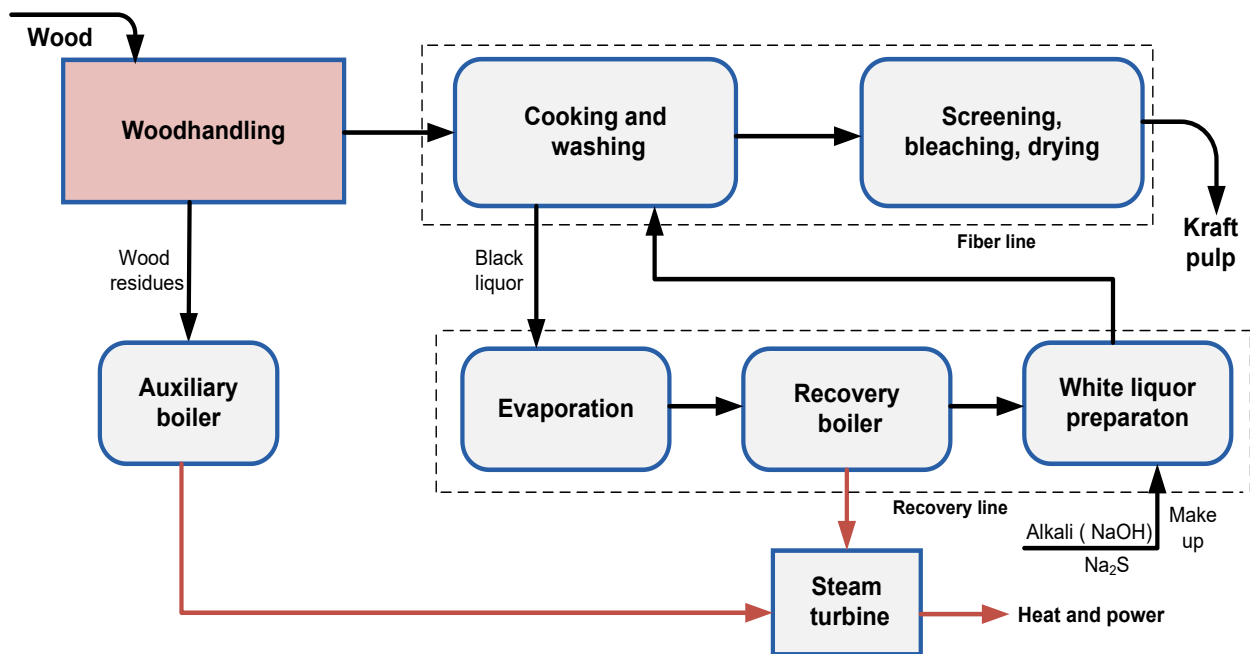 Wood
Woodhandling
Cooking and
washing
Screening,
bleaching, drying
Fiber line
Kraft
pulp
Wood
residues
Black
liquor
Auxiliary
boiler
Evaporation
Recovery
boiler
White liquor
preparaton
Recovery line
Alkali ( NaOH)
Na₂S
Make
up
Steam
turbine
Heat and power